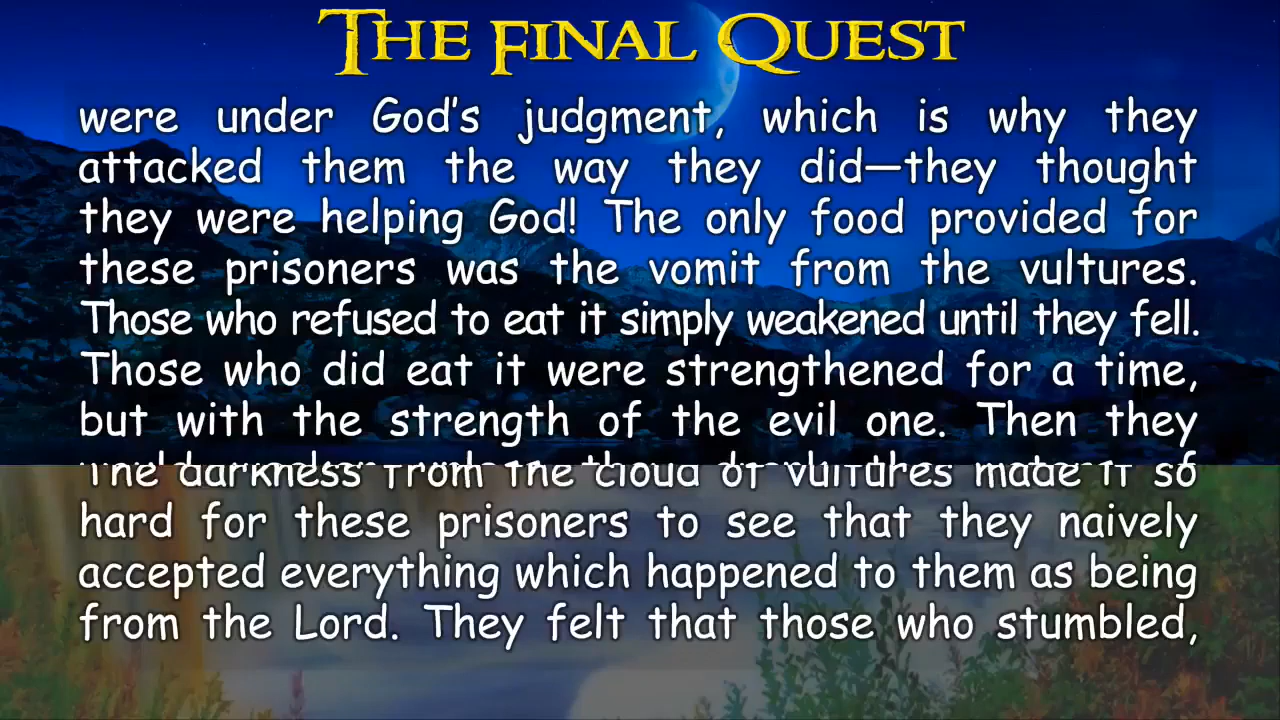 THE FINAL QUEST
were under God's judgment, which is why they
attacked them the way they did—they thought
they were helping God! The only food provided for
these prisoners was the vomit from the vultures.
Those who refused to eat it simply weakened until they fell.
Those who did eat it were strengthened for a time,
but with the strength of the evil one. Then they
The darkness from the cloud of vultures made it so
hard for these prisoners to see that they naively
accepted everything which happened to them as being
from the Lord. They felt that those who stumbled,